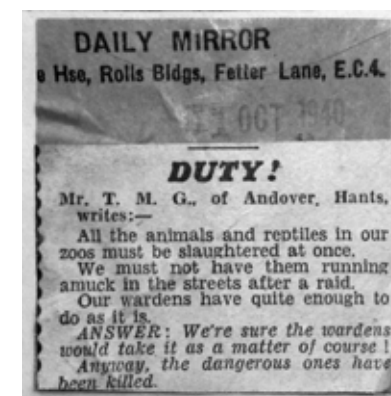 DAILY MIRROR
e Hse, Rolls Bldgs, Fetter Lane, E.C.4.
OCT 1940
DUTY!
Mr. T. M. G., of Andover, Hants,
writes:—
All the animals and reptiles in our
zoos must be slaughtered at once.
We must not have them running
amuck in the streets after a raid.
Our wardens have quite enough to
do as it is.
ANSWER: We're sure the wardens
would take it as a matter of course!
Anyway, the dangerous ones have
been killed.